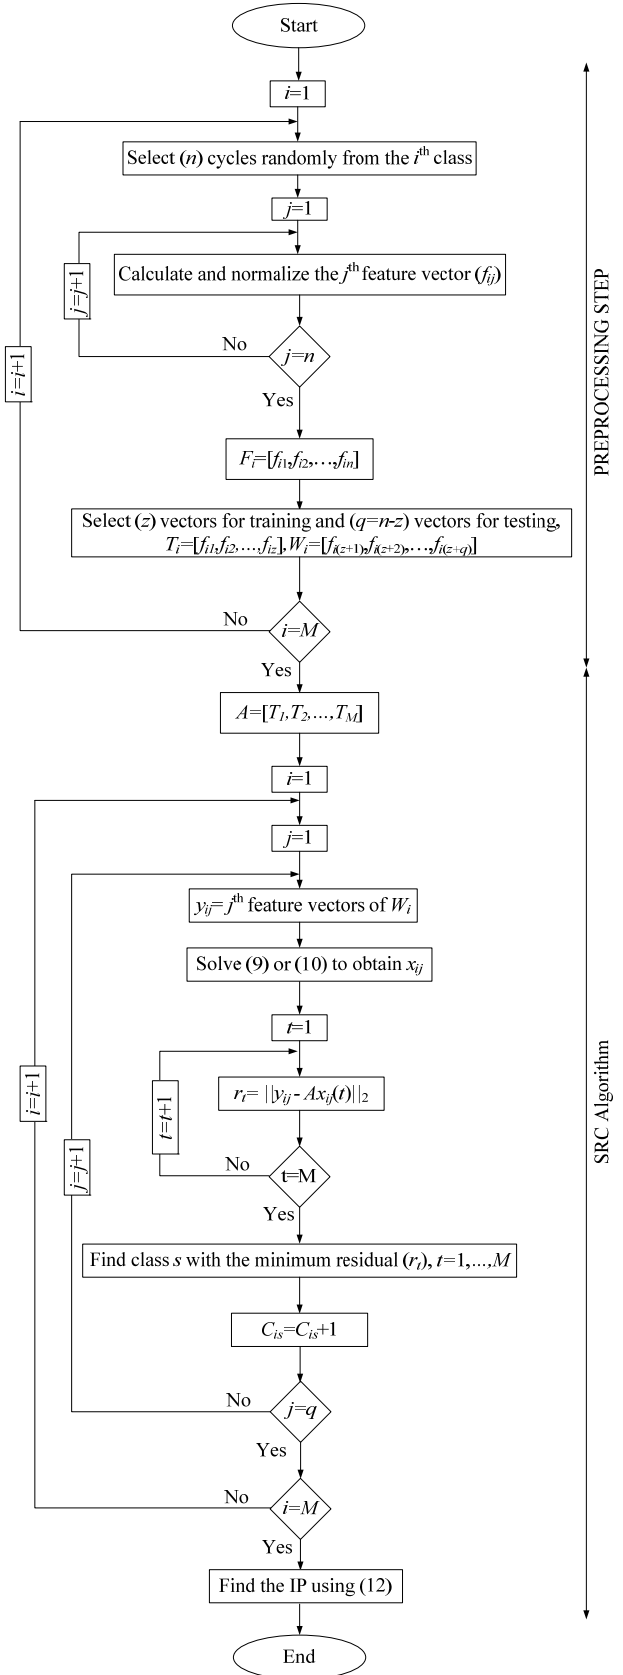 Start
i=1
Select (n) cycles randomly from the iᵗʰ class
j=1
Calculate and normalize the jᵗʰ feature vector (fij)
j=j+1
No
j=n
Yes
i=i+1
Fi=[fi1,fi2,…,fin]
Select (z) vectors for training and (q=n-z) vectors for testing,
Ti=[fi1,fi2,…,fiz],Wi=[fi(z+1),fi(z+2),…,fi(z+q)]
No
i=M
Yes
PREPROCESSING STEP
A=[T1,T2,…,TM]
i=1
j=1
yij= jᵗʰ feature vectors of Wi
Solve (9) or (10) to obtain xij
t=1
rt= ||yij - Axij(t)||2
t=t+1
No
t=M
Yes
i=i+1
j=j+1
Find class s with the minimum residual (rt), t=1,…,M
Cis=Cis+1
No
j=q
Yes
No
i=M
Yes
Find the IP using (12)
End
SRC Algorithm